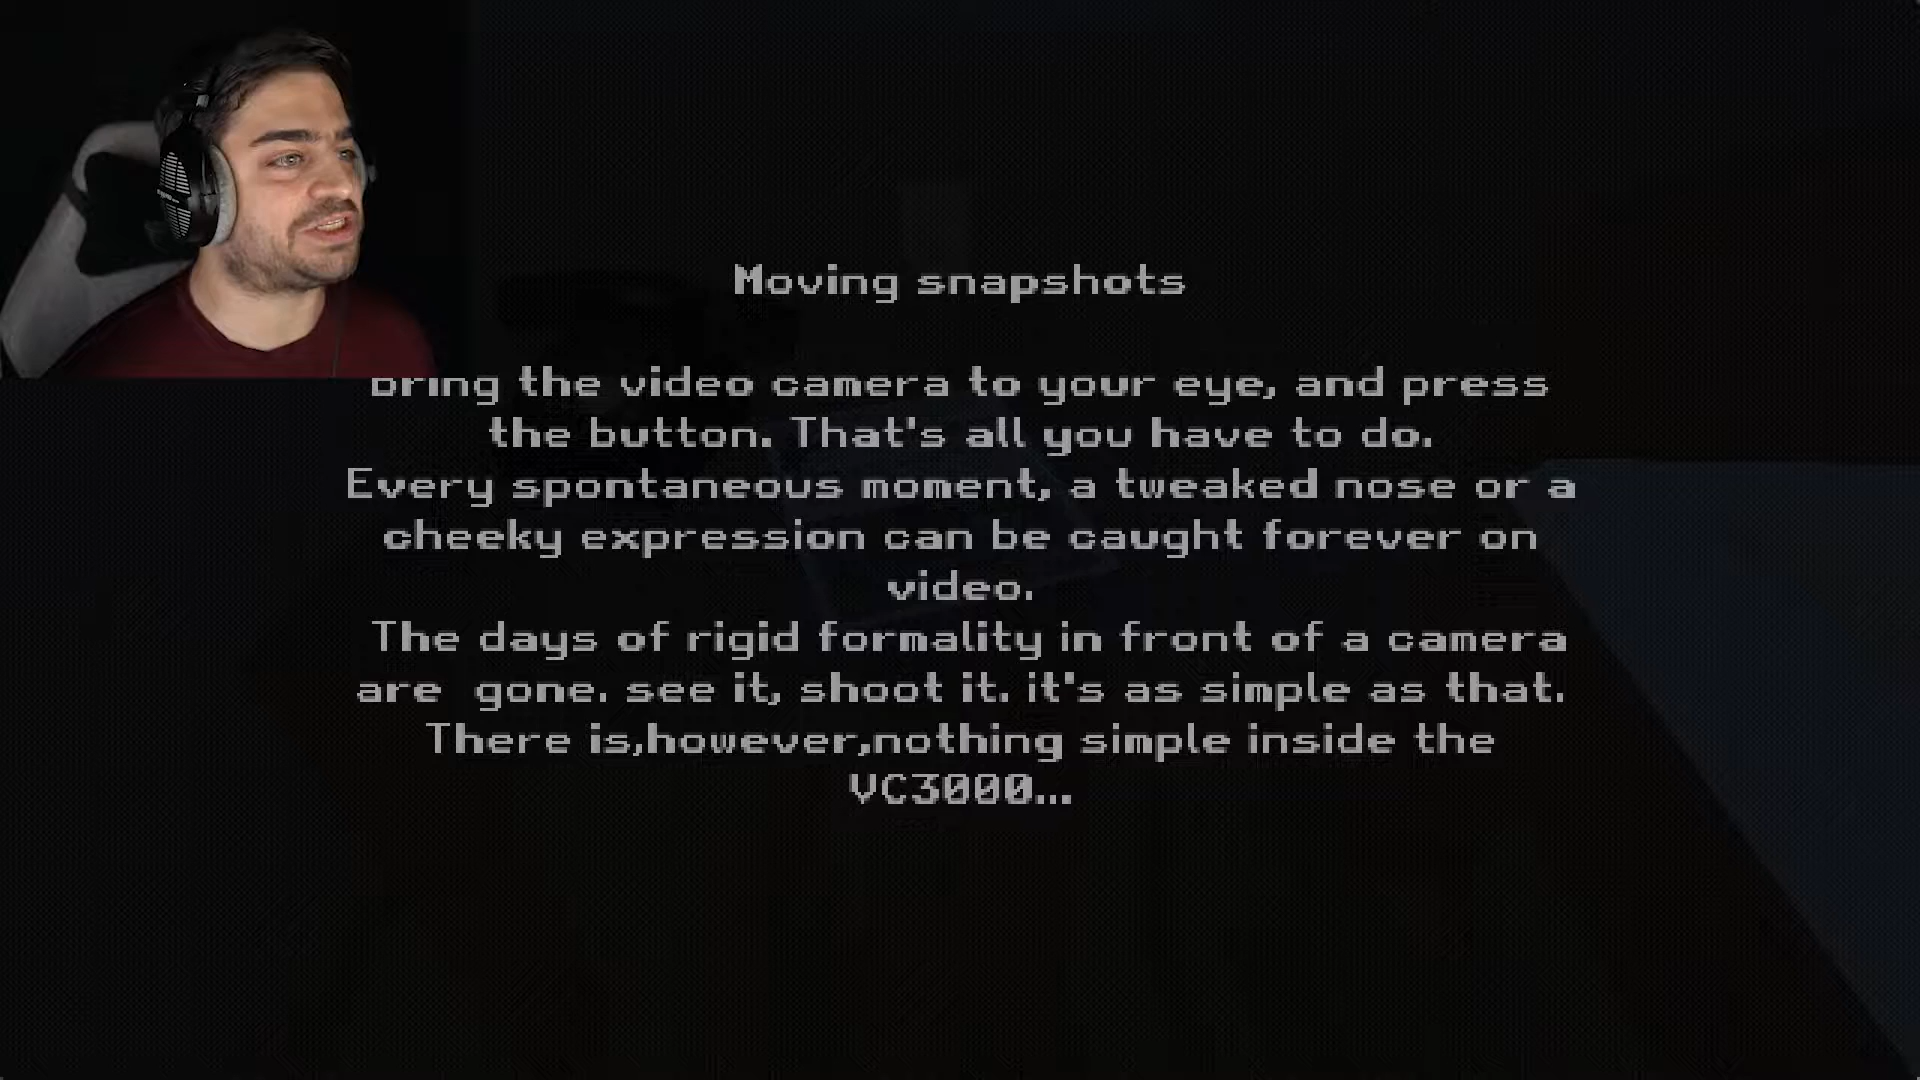 Moving snapshots
bring the video camera to your eye, and press
the button. That's all you have to do.
Every spontaneous moment, a tweaked nose or a
cheeky expression can be caught forever on
video.
The days of rigid formality in front of a camera
are  gone. see it, shoot it. it's as simple as that.
There is,however,nothing simple inside the
VC3000...